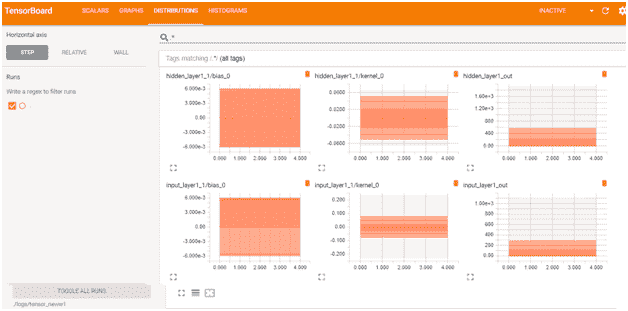 TensorBoard SCALARS GRAPHS DISTRIBUTIONS HISTOGRAMS INACTIVE
Horizontal axis
STEP RELATIVE WALL
Runs
Write a regex to filter runs
TOGGLE ALL RUNS
./logs/tensor_newer1
.*
Tags matching /.*/ (all tags)
hidden_layer1_1/bias_0 hidden_layer1_1/kernel_0 hidden_layer1_out
6.000e-3 0.0600 1.60e+3
3.000e-3 0.0200 1.20e+3
0.00 -0.0200 800
-3.000e-3 -0.0600 400
-6.000e-3 0.00
0.000 1.000 2.000 3.000 4.000 0.000 1.000 2.000 3.000 4.000 0.000 1.000 2.000 3.000 4.000
input_layer1_1/bias_0 input_layer1_1/kernel_0 input_layer1_out
6.000e-3 0.200 1.00e+3
3.000e-3 0.100 800
0.00 0.00 600
-3.000e-3 -0.100 400
-6.000e-3 -0.200 200
0.00
0.000 1.000 2.000 3.000 4.000 0.000 1.000 2.000 3.000 4.000 0.000 1.000 2.000 3.000 4.000